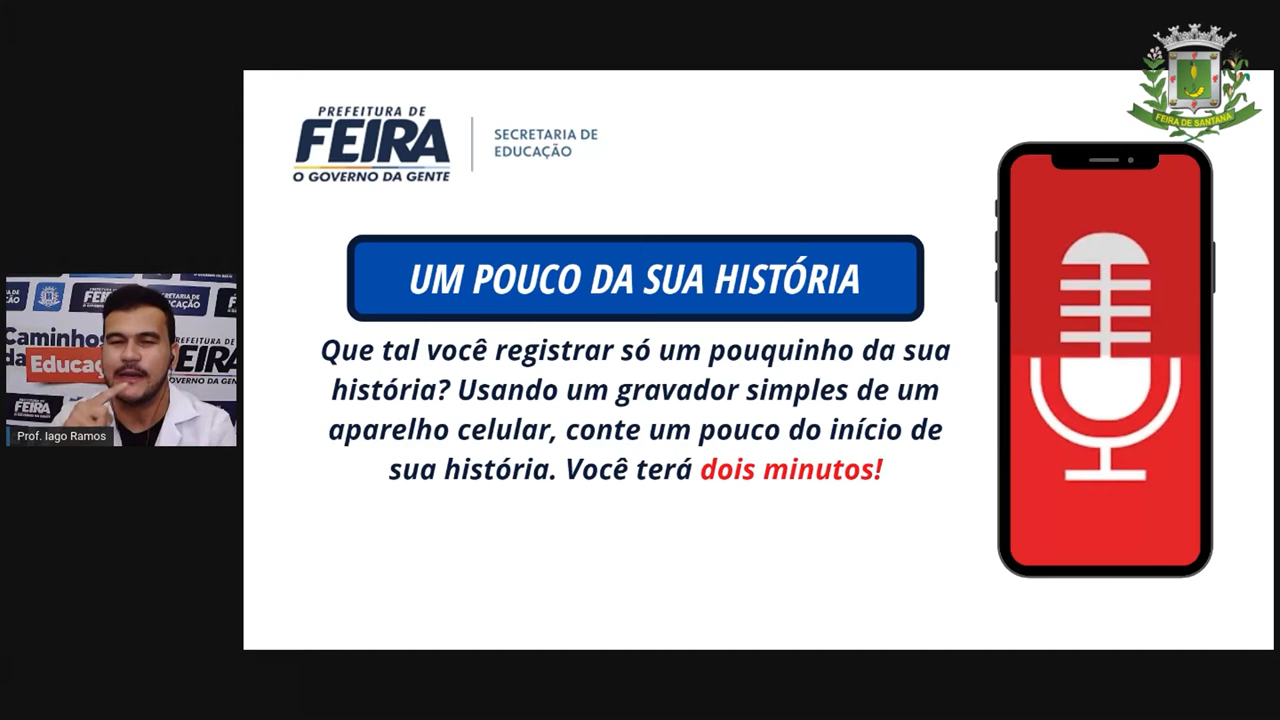 FEIRA DE SANTANA
PREFEITURA DE
FEIRA
O GOVERNO DA GENTE
SECRETARIA DE
EDUCAÇÃO
UM POUCO DA SUA HISTÓRIA
Que tal você registrar só um pouquinho da sua
história? Usando um gravador simples de um
aparelho celular, conte um pouco do início de
sua história. Você terá dois minutos!
Caminhos
da
Educaç
FEIRA
Prof. Iago Ramos